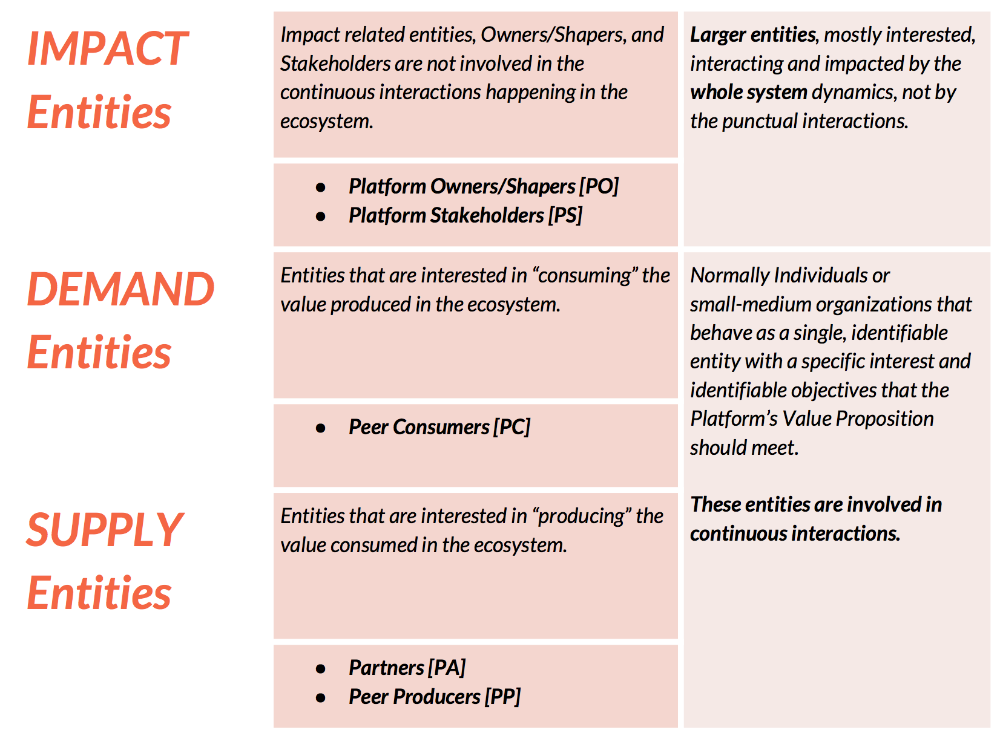 IMPACT
Entities
Impact related entities, Owners/Shapers, and
Stakeholders are not involved in the
continuous interactions happening in the
ecosystem.
● Platform Owners/Shapers [PO]
● Platform Stakeholders [PS]
Larger entities, mostly interested,
interacting and impacted by the
whole system dynamics, not by
the punctual interactions.
DEMAND
Entities
Entities that are interested in “consuming” the
value produced in the ecosystem.
● Peer Consumers [PC]
Normally Individuals or
small-medium organizations that
behave as a single, identifiable
entity with a specific interest and
identifiable objectives that the
Platform’s Value Proposition
should meet.
These entities are involved in
continuous interactions.
SUPPLY
Entities
Entities that are interested in “producing” the
value consumed in the ecosystem.
● Partners [PA]
● Peer Producers [PP]